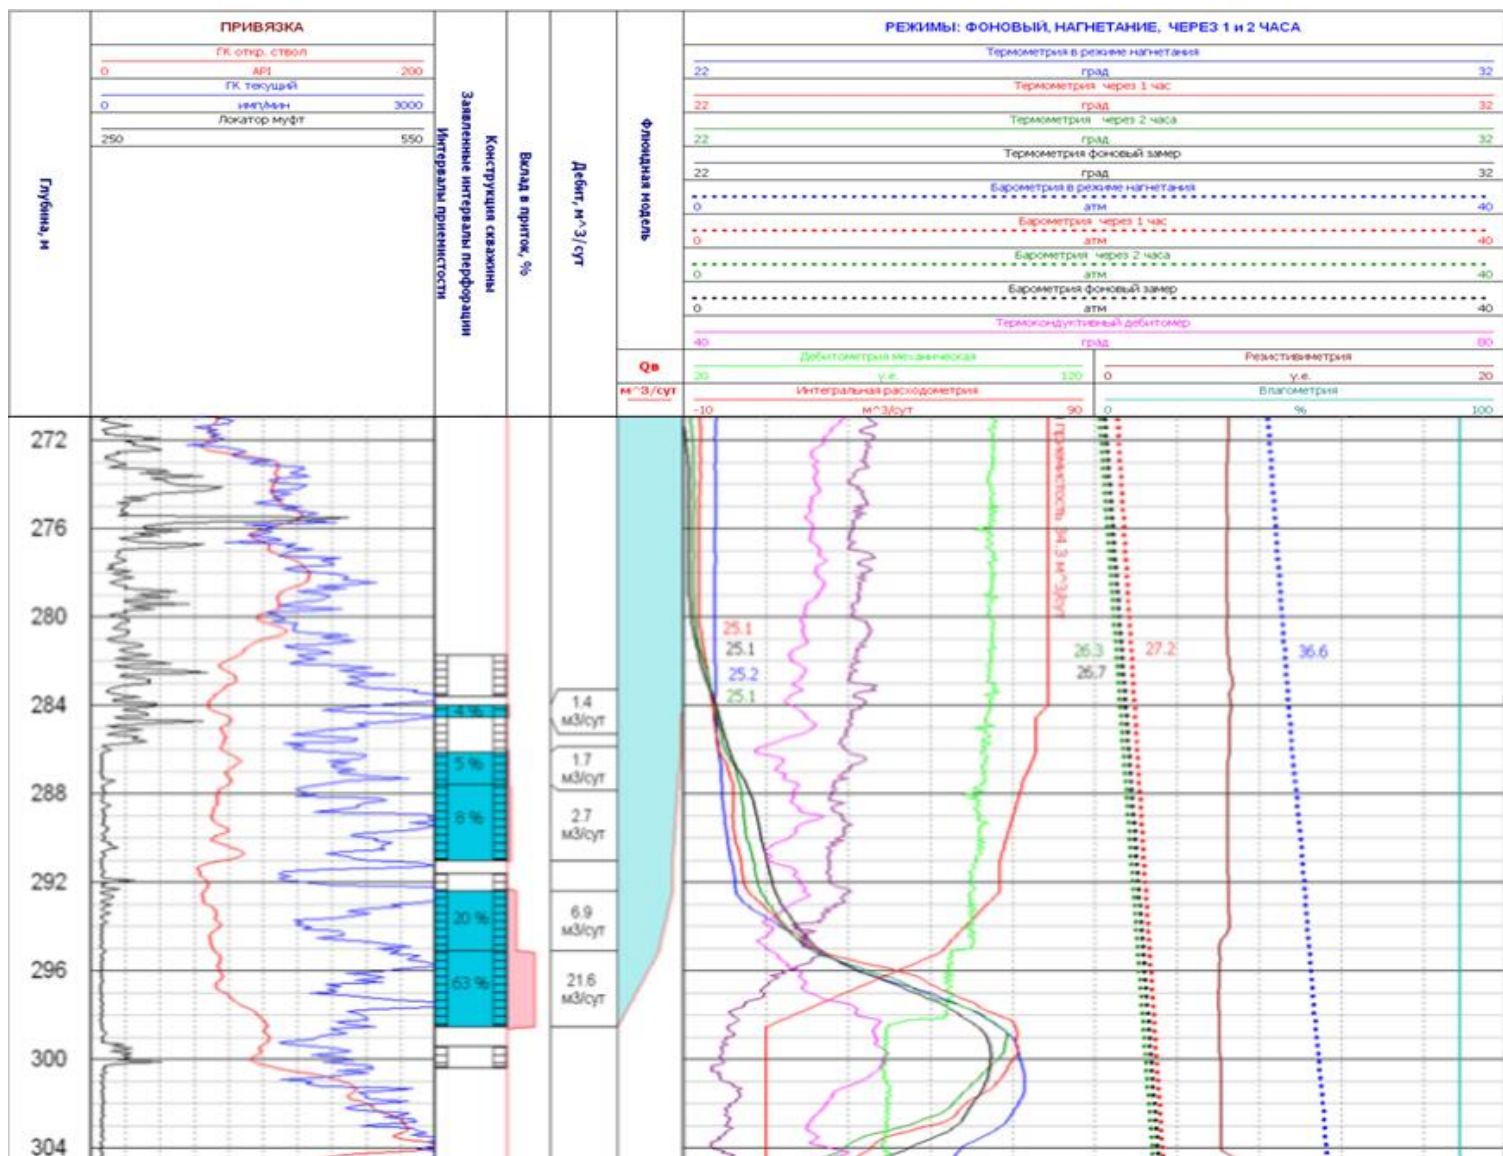 ПРИВЯЗКА
ГК откр. ствол
0 API 200
ГК текущий
0 имп/мин 3000
Локатор муфт
250 550
Глубина, м
Интервалы приемистости
Заявленные интервалы перфорации
Конструкция скважины
Вклад в приток, %
Дебит, м^3/сут
Флюидная модель
Qв
м^3/сут
РЕЖИМЫ: ФОНОВЫЙ, НАГНЕТАНИЕ, ЧЕРЕЗ 1 и 2 ЧАСА
Термометрия в режиме нагнетания
22 град 32
Термометрия через 1 час
22 град 32
Термометрия через 2 часа
22 град 32
Термометрия фоновый замер
22 град 32
Барометрия в режиме нагнетания
0 атм 40
Барометрия через 1 час
0 атм 40
Барометрия через 2 часа
0 атм 40
Барометрия фоновый замер
0 атм 40
Термокондуктивный дебитомер
40 град 80
Дебитометрия механическая
20 у.е. 120
Резистивиметрия
0 у.е. 20
Интегральная расходометрия
-10 м^3/сут 90
Влагометрия
0 % 100
272
276
280
284
288
292
296
300
304
4 %
5 %
8 %
20 %
63 %
1.4
м3/сут
1.7
м3/сут
2.7
м3/сут
6.9
м3/сут
21.6
м3/сут
приемистость 34.3 м^3/сут
25.1
25.1
25.2
25.1
26.3
26.7
27.2
36.6